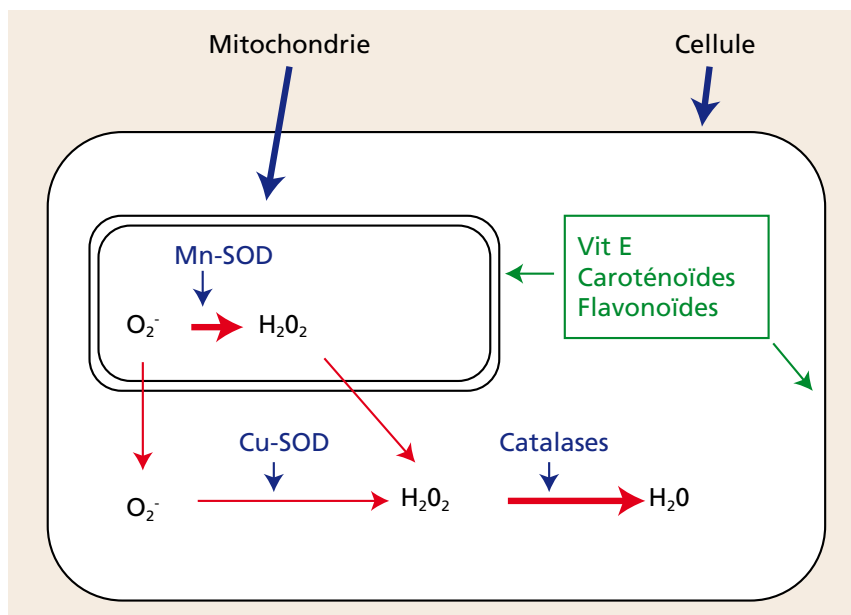 Mitochondrie
Cellule
Mn-SOD
O₂⁻
H₂0₂
Vit E
Caroténoïdes
Flavonoïdes
Cu-SOD
Catalases
O₂⁻
H₂0₂
H₂0